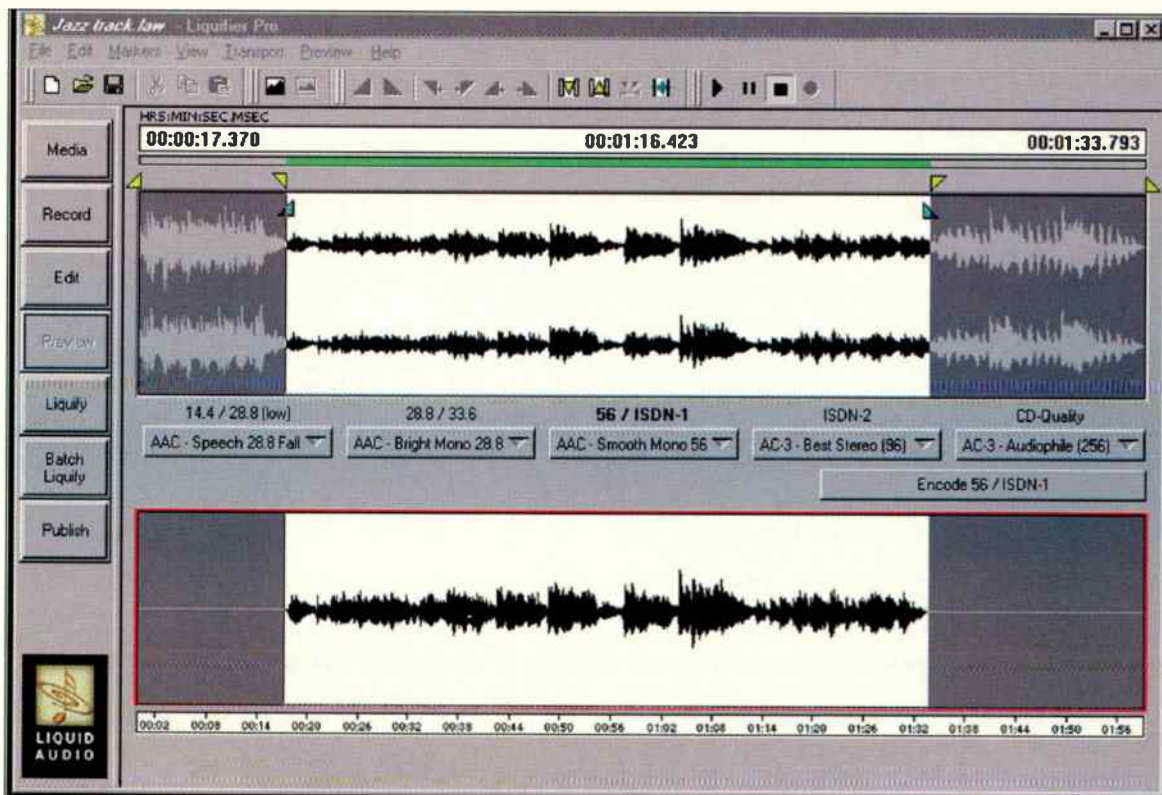 Jazz track.law - Liquifier Pro
File Edit Markers View Transport Preview Help
HRS:MIN:SEC.MSEC
00:00:17.370 00:01:16.423 00:01:33.793
Media
Record
Edit
Preview
Liquify
Batch
Liquify
Publish
14.4 / 28.8 (low) 28.8 / 33.6 56 / ISDN-1 ISDN-2 CD-Quality
AAC - Speech 28.8 Fall AAC - Bright Mono 28.8 AAC - Smooth Mono 56 AC-3 - Best Stereo (96) AC-3 - Audiophile (256)
Encode 56 / ISDN-1
00:02 00:08 00:14 00:20 00:26 00:32 00:38 00:44 00:50 00:56 01:02 01:08 01:14 01:20 01:26 01:32 01:38 01:44 01:50 01:56
LIQUID
AUDIO